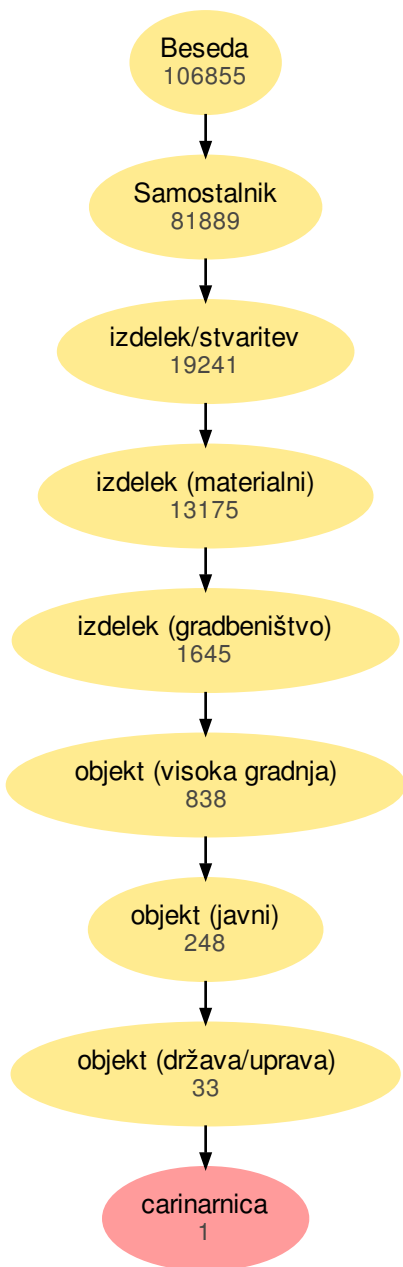 Beseda
106855
Samostalnik
81889
izdelek/stvaritev
19241
izdelek (materialni)
13175
izdelek (gradbeništvo)
1645
objekt (visoka gradnja)
838
objekt (javni)
248
objekt (država/uprava)
33
carinarnica
1